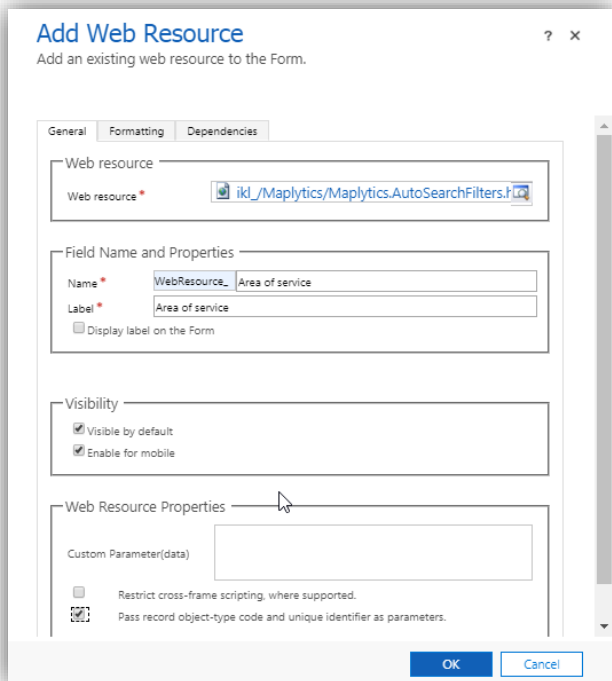 Add Web Resource
? ×
Add an existing web resource to the Form.
General Formatting Dependencies
Web resource
Web resource * ikl_/Maplytics/Maplytics.AutoSearchFilters.h
Field Name and Properties
Name * WebResource_ Area of service
Label * Area of service
Display label on the Form
Visibility
Visible by default
Enable for mobile
Web Resource Properties
Custom Parameter(data)
Restrict cross-frame scripting, where supported.
Pass record object-type code and unique identifier as parameters.
OK Cancel